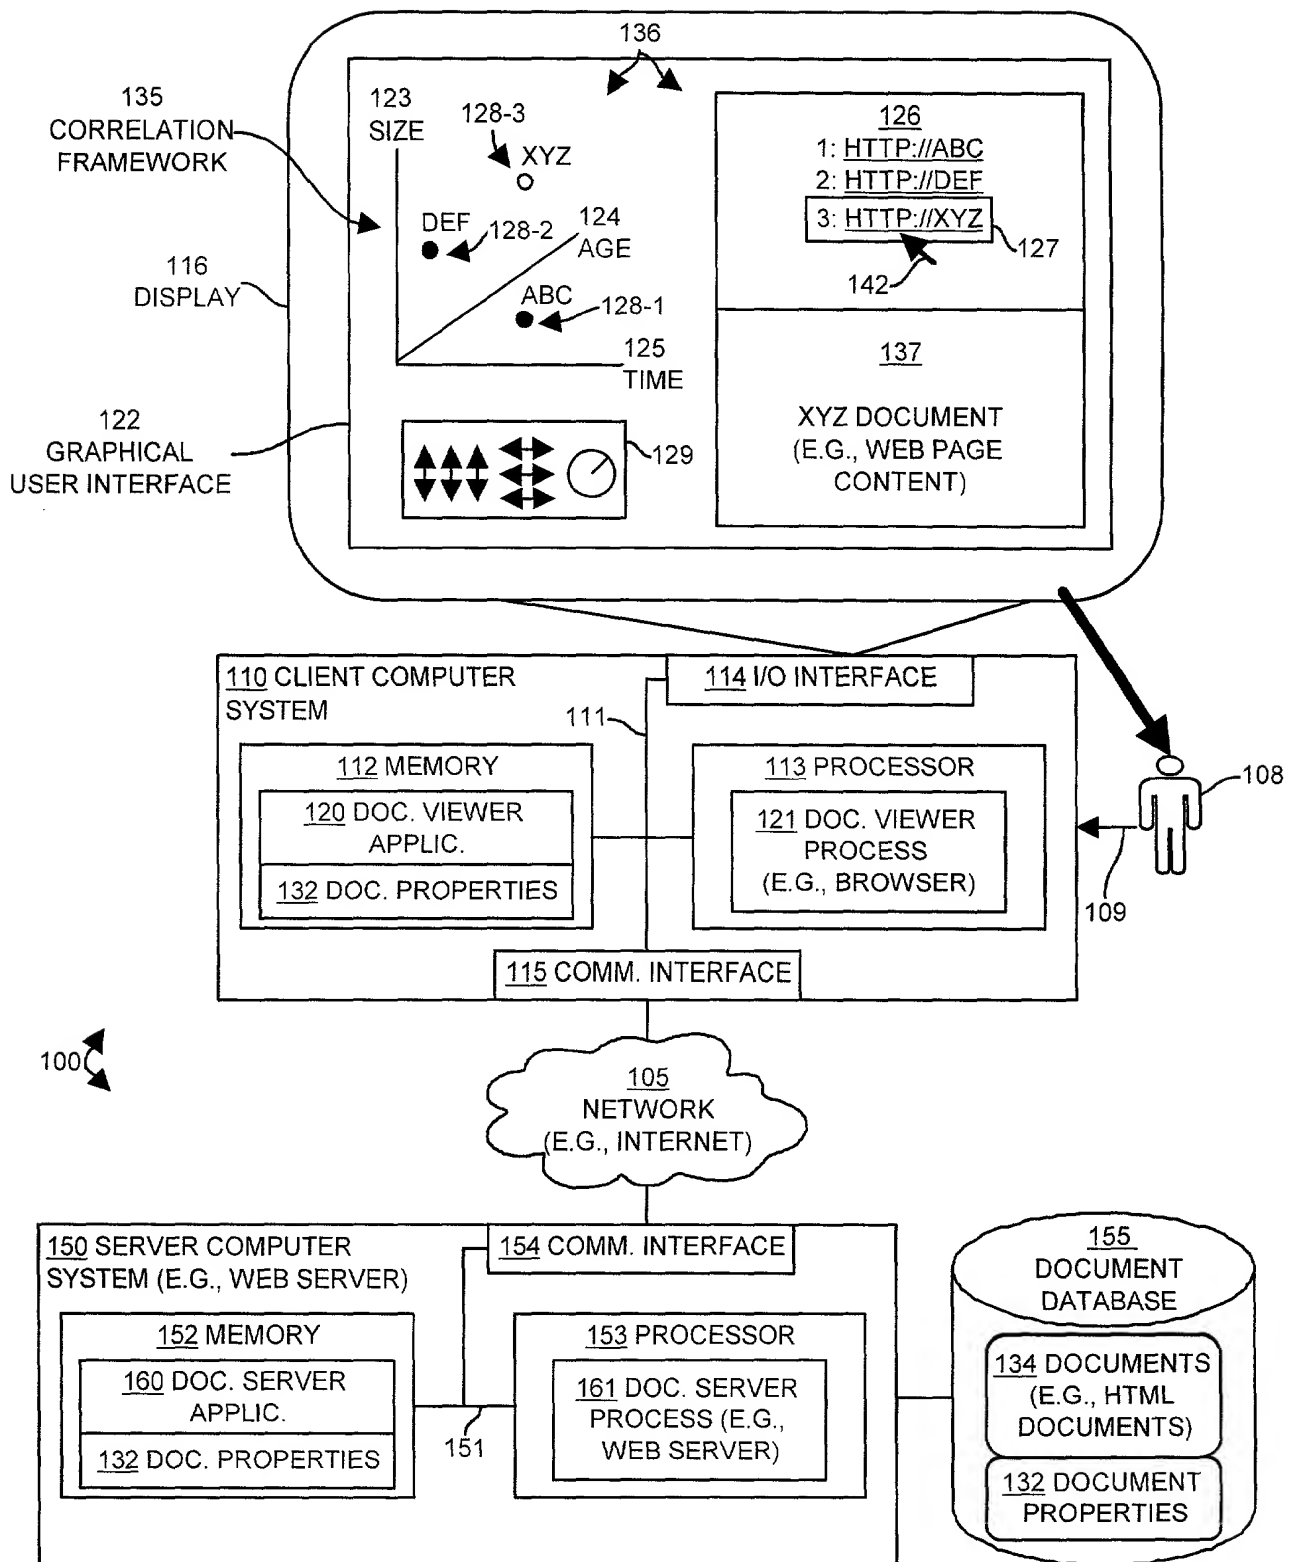 136
135
CORRELATION
FRAMEWORK
123
SIZE
128-3
XYZ
DEF
128-2
124
AGE
ABC
128-1
125
TIME
126
1: HTTP://ABC
2: HTTP://DEF
3: HTTP://XYZ
127
142
116
DISPLAY
137
XYZ DOCUMENT
(E.G., WEB PAGE
CONTENT)
122
GRAPHICAL
USER INTERFACE
129
110 CLIENT COMPUTER
SYSTEM
114 I/O INTERFACE
111
112 MEMORY
120 DOC. VIEWER
APPLIC.
132 DOC. PROPERTIES
113 PROCESSOR
121 DOC. VIEWER
PROCESS
(E.G., BROWSER)
108
109
115 COMM. INTERFACE
100
105
NETWORK
(E.G., INTERNET)
150 SERVER COMPUTER
SYSTEM (E.G., WEB SERVER)
154 COMM. INTERFACE
152 MEMORY
160 DOC. SERVER
APPLIC.
132 DOC. PROPERTIES
151
153 PROCESSOR
161 DOC. SERVER
PROCESS (E.G.,
WEB SERVER)
155
DOCUMENT
DATABASE
134 DOCUMENTS
(E.G., HTML
DOCUMENTS)
132 DOCUMENT
PROPERTIES